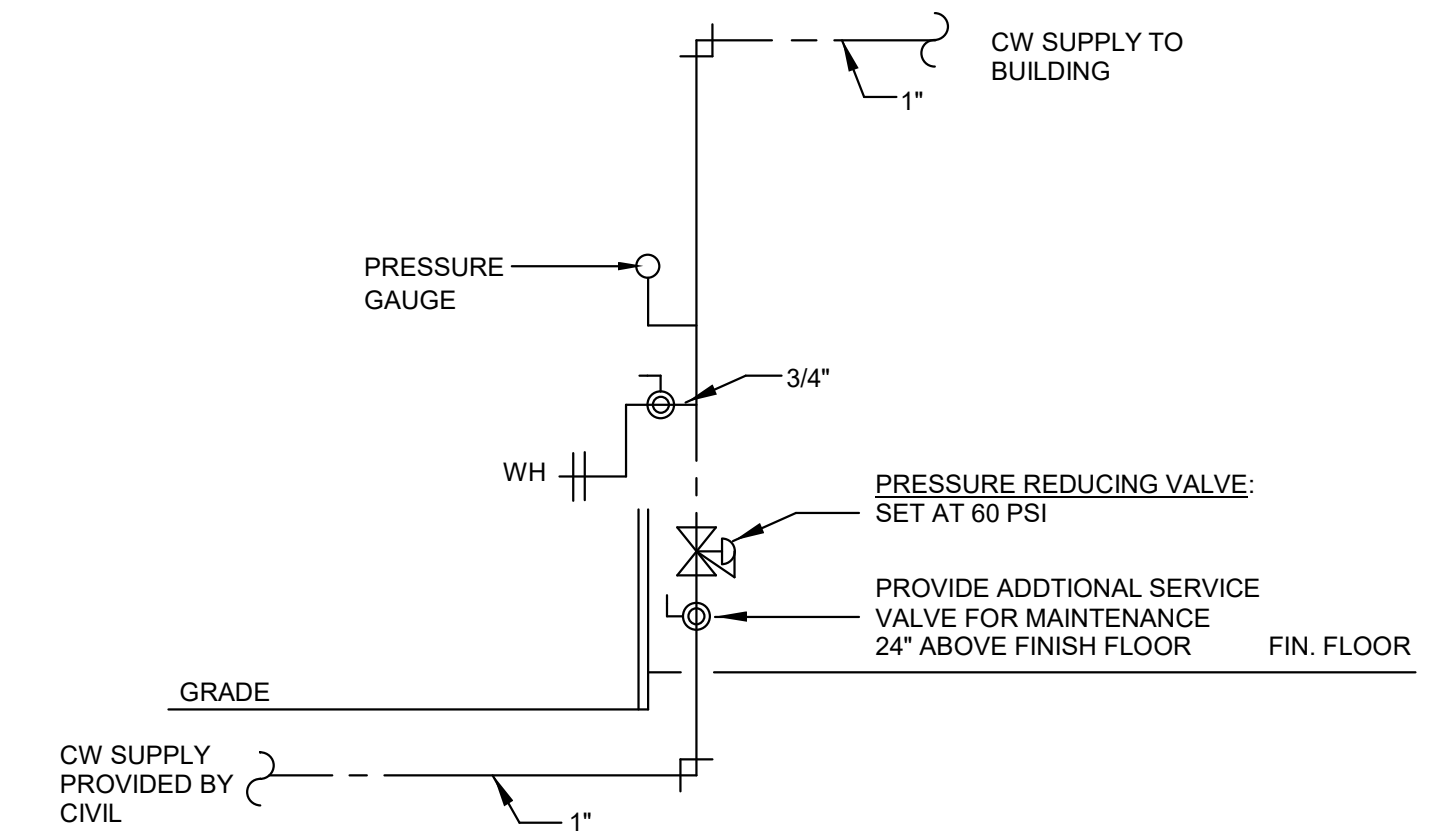 CW SUPPLY TO
BUILDING
1"
PRESSURE
GAUGE
3/4"
WH
PRESSURE REDUCING VALVE:
SET AT 60 PSI
PROVIDE ADDTIONAL SERVICE
VALVE FOR MAINTENANCE
24" ABOVE FINISH FLOOR
FIN. FLOOR
GRADE
CW SUPPLY
PROVIDED BY
CIVIL
1"